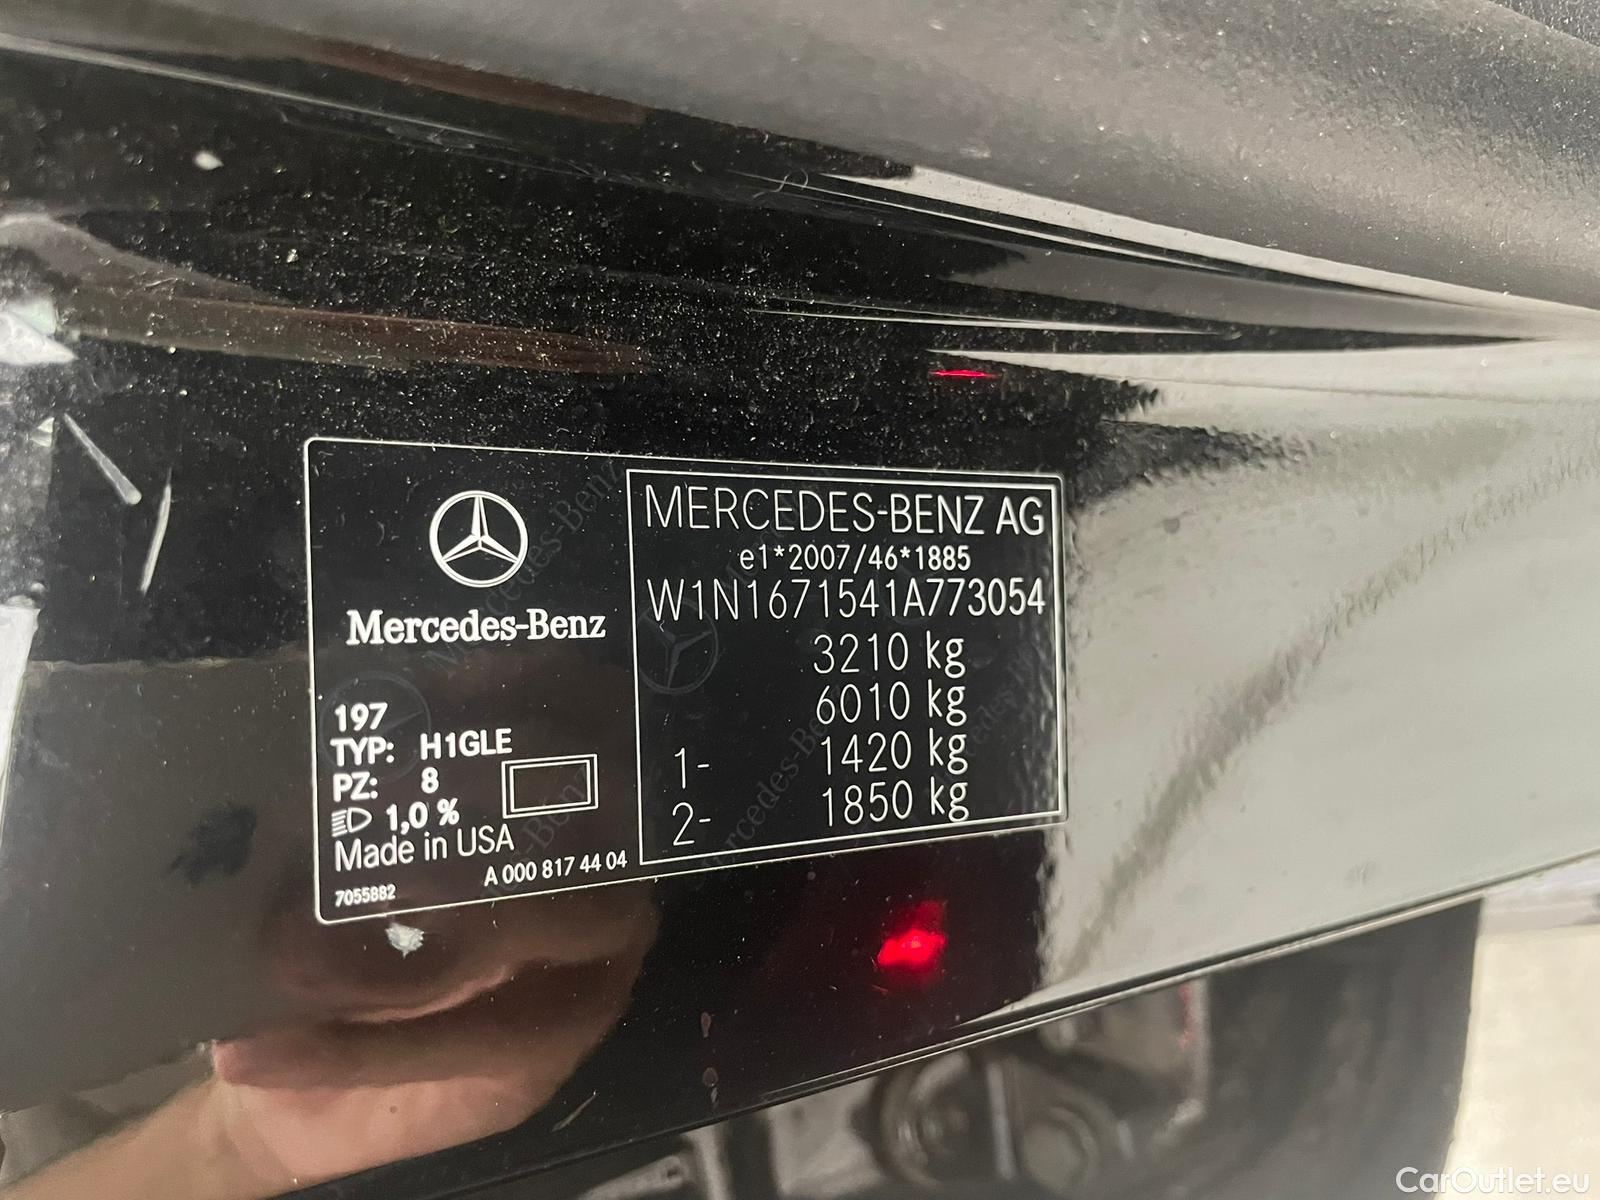 MERCEDES-BENZ AG
e1*2007/46*1885
W1N1671541A773054
3210 kg
6010 kg
1- 1420 kg
2- 1850 kg
Mercedes-Benz
197
TYP: H1GLE
PZ: 8
1,0 %
Made in USA
A 000 817 44 04
7055882
CarOutlet.eu